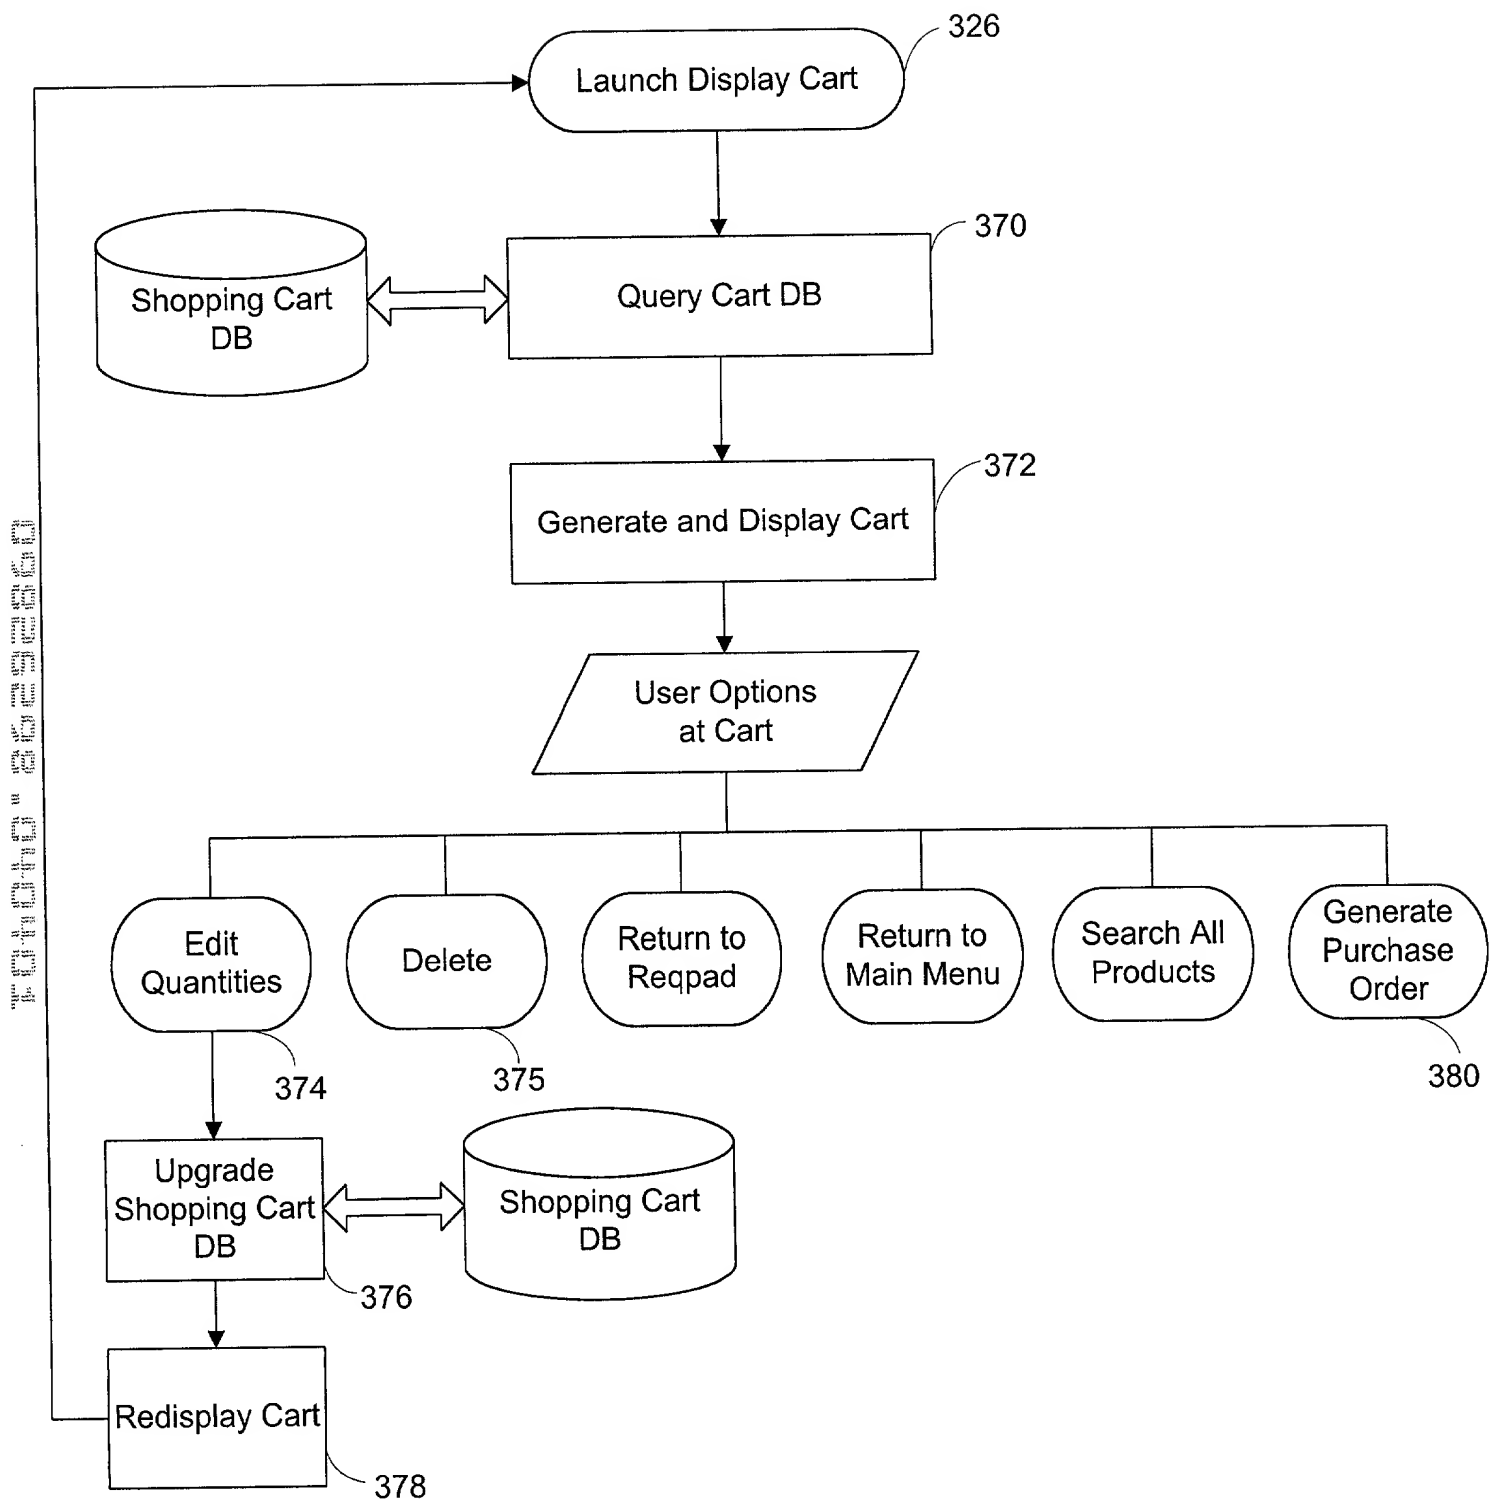 326
Launch Display Cart
370
Shopping Cart
DB
Query Cart DB
372
Generate and Display Cart
User Options
at Cart
Edit
Quantities
Delete
Return to
Reqpad
Return to
Main Menu
Search All
Products
Generate
Purchase
Order
374
375
380
Upgrade
Shopping Cart
DB
Shopping Cart
DB
376
Redisplay Cart
378
09825298.040401